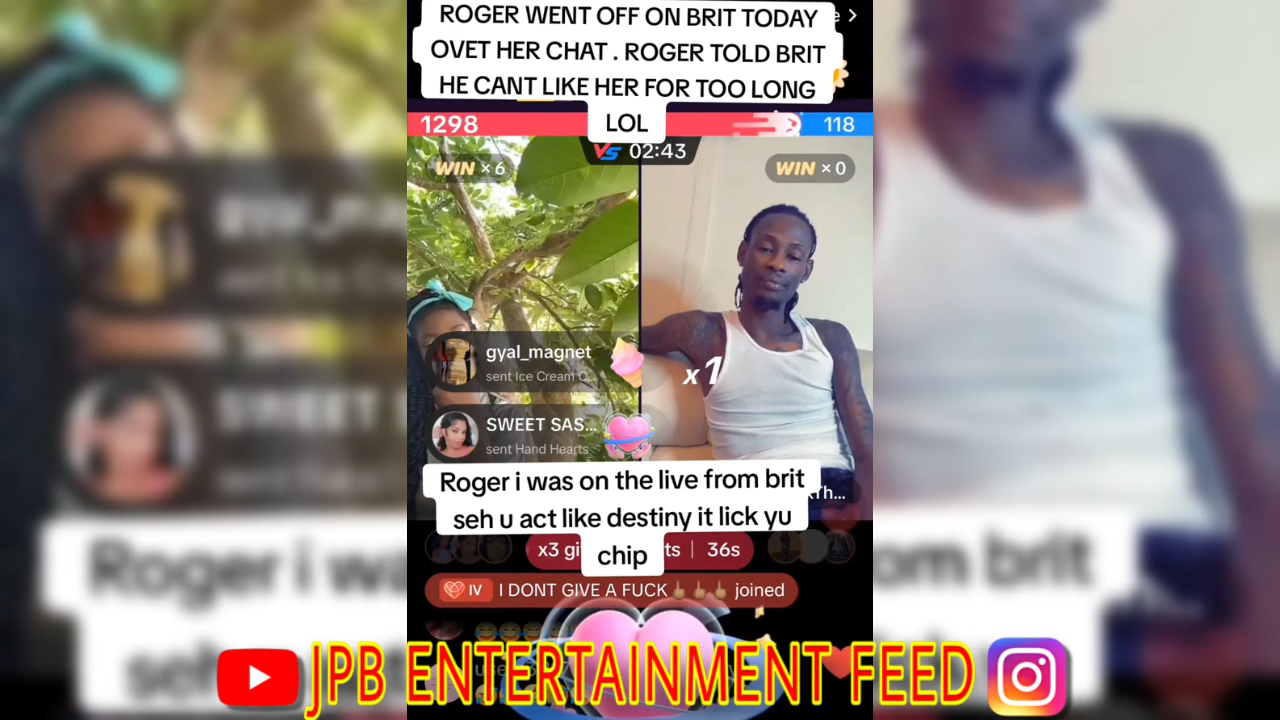 ROGER WENT OFF ON BRIT TODAY
OVET HER CHAT . ROGER TOLD BRIT
HE CANT LIKE HER FOR TOO LONG
LOL
1298
118
VS 02:43
WIN ×6
WIN ×0
gyal_magnet
sent Ice Cream C...
x1
SWEET SAS...
sent Hand Hearts
Roger i was on the live from brit
seh u act like destiny it lick yu
chip
x3
36s
IV I DONT GIVE A FUCK🖕🏽🖕🏽🖕🏽 joined
JPB ENTERTAINMENT FEED